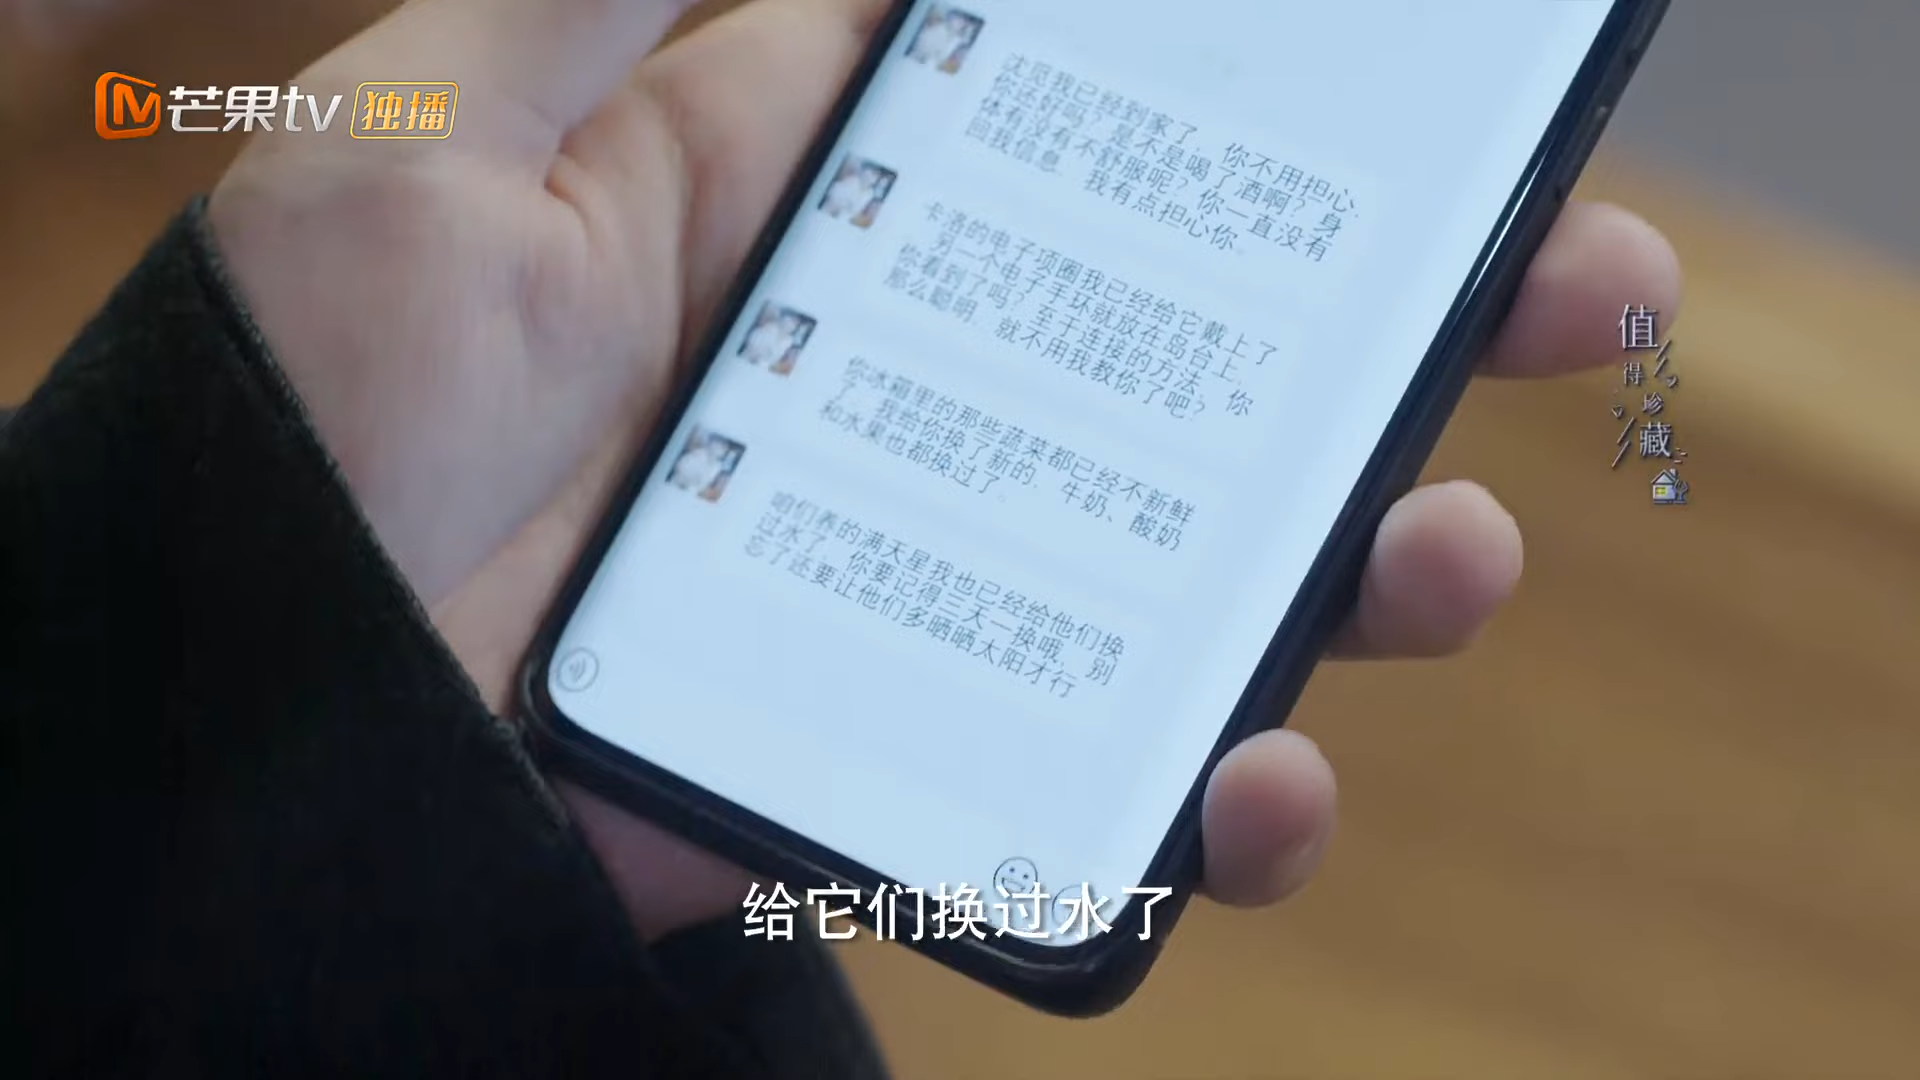 芒果tv 独播
沈觅我已经到家了,你不用担心.
你还好吗?是不是喝了酒啊?身
体有没有不舒服呢?你一直没有
回我信息,我有点担心你。
卡洛的电子项圈我已经给它戴上了
,另一个电子手环就放在岛台上,
你看到了吗?至于连接的方法,你
那么聪明,就不用我教你了吧?
你冰箱里的那些蔬菜都已经不新鲜
了,我给你换了新的,牛奶、酸奶
和水果也都换过了。
咱们养的满天星我也已经给他们换
过水了,你要记得三天一换哦,别
忘了还要让他们多晒晒太阳才行
值得珍藏
给它们换过水了